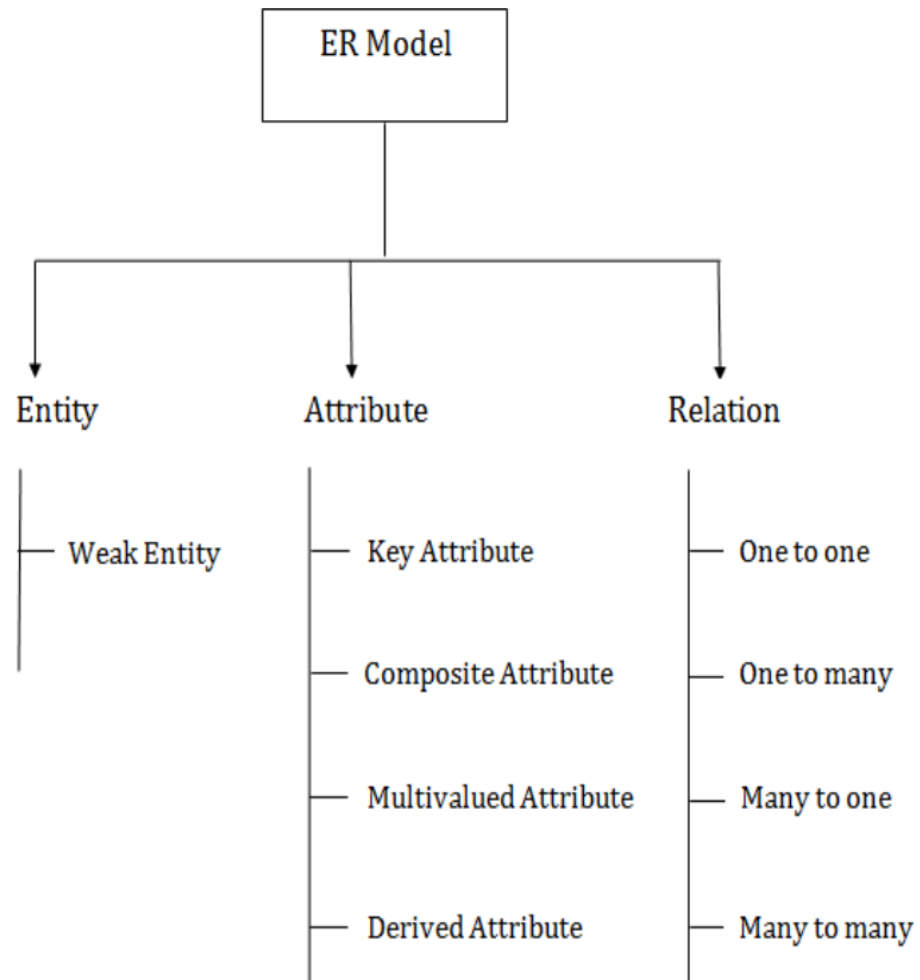 ER Model
Entity
Attribute
Relation
Weak Entity
Key Attribute
One to one
Composite Attribute
One to many
Multivalued Attribute
Many to one
Derived Attribute
Many to many